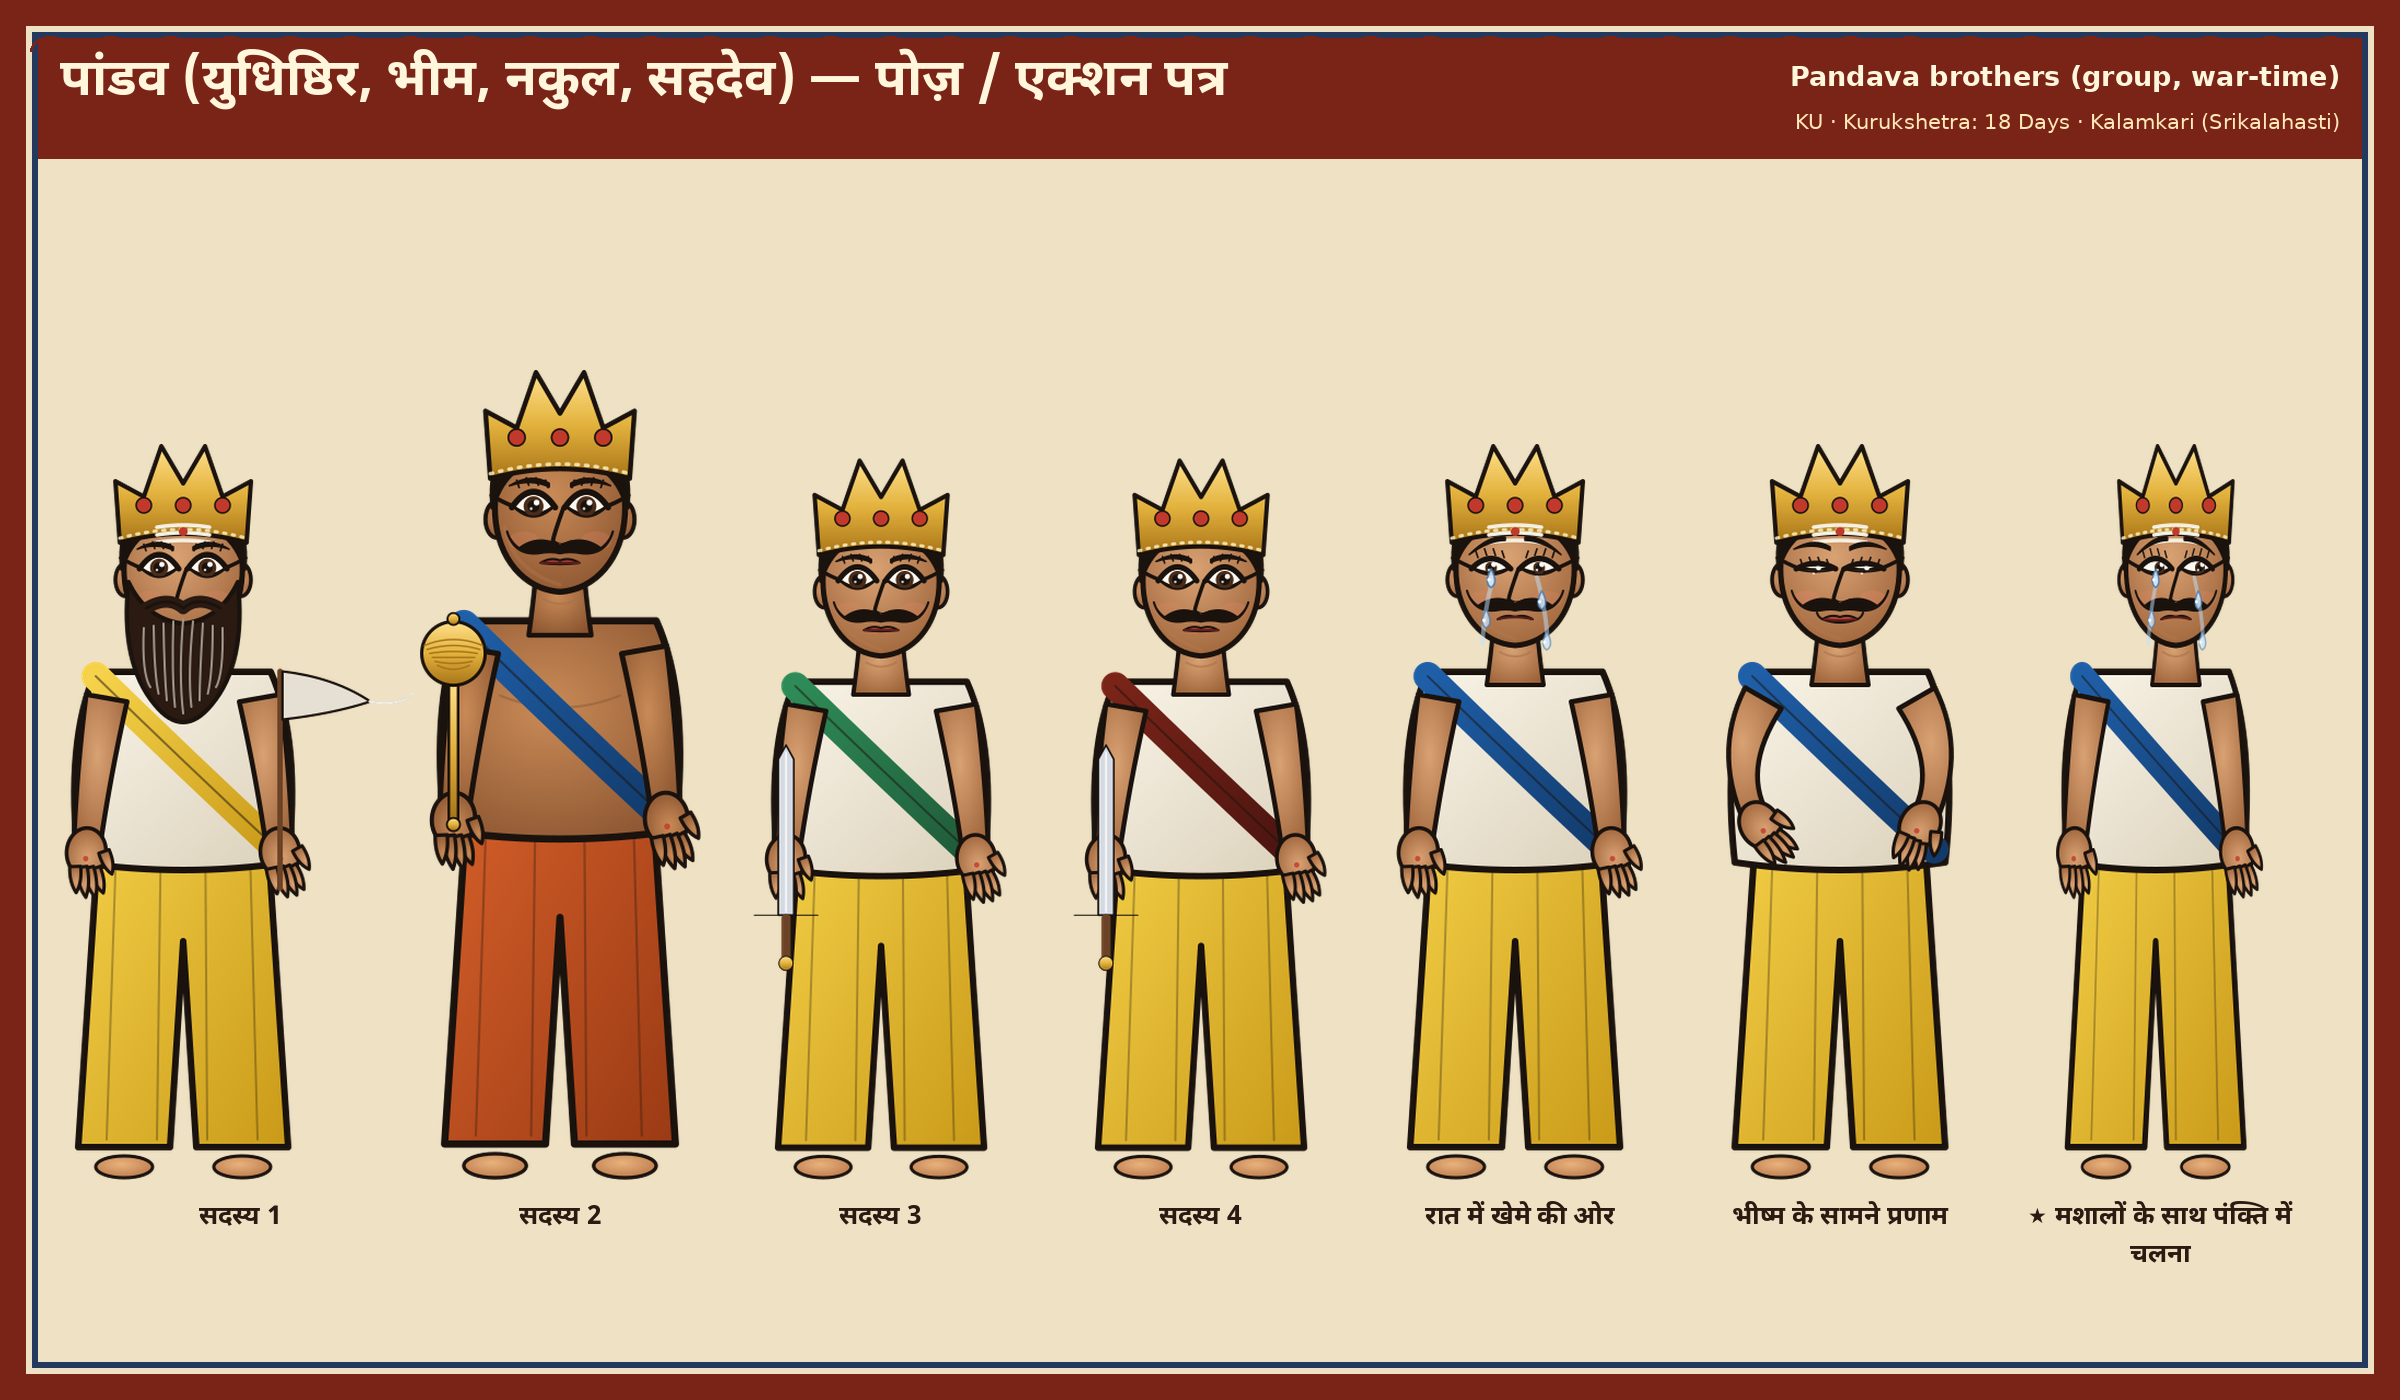 पांडव (युधिष्ठिर, भीम, नकुल, सहदेव) — पोज़ / एक्शन पत्र
Pandava brothers (group, war-time)
KU · Kurukshetra: 18 Days · Kalamkari (Srikalahasti)
सदस्य 1
सदस्य 2
सदस्य 3
सदस्य 4
रात में खेमे की ओर
भीष्म के सामने प्रणाम
★ मशालों के साथ पंक्ति में
चलना